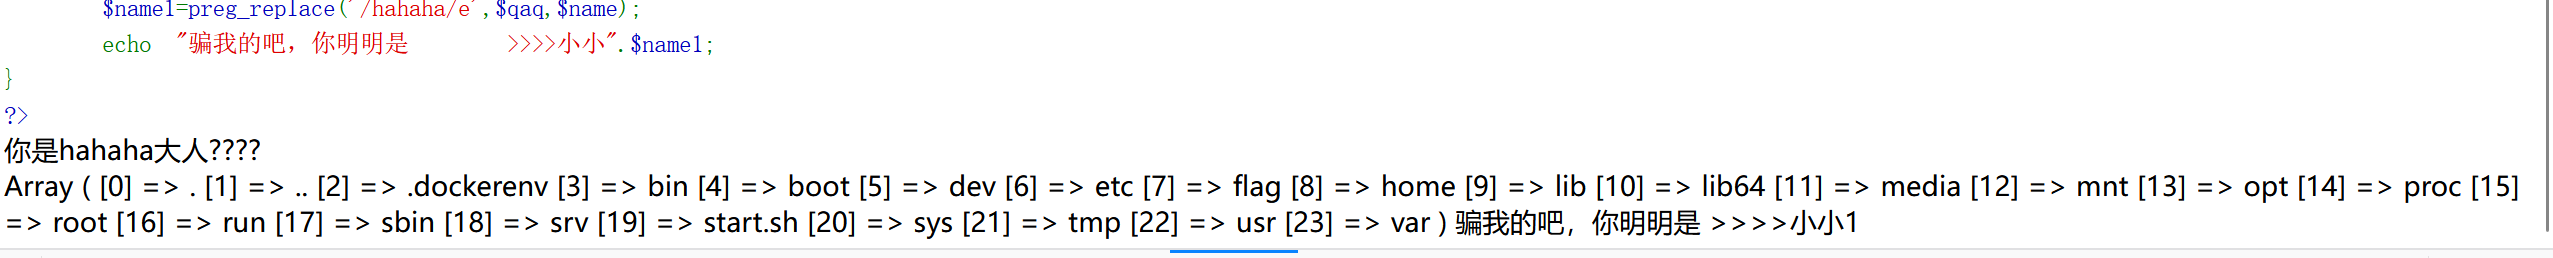 $name1=preg_replace('/hahaha/e',$qaq,$name);
echo "骗我的吧，你明明是 >>>>小小".$name1;
}
?>
你是hahaha大人????
Array ( [0] => . [1] => .. [2] => .dockerenv [3] => bin [4] => boot [5] => dev [6] => etc [7] => flag [8] => home [9] => lib [10] => lib64 [11] => media [12] => mnt [13] => opt [14] => proc [15]
=> root [16] => run [17] => sbin [18] => srv [19] => start.sh [20] => sys [21] => tmp [22] => usr [23] => var ) 骗我的吧，你明明是 >>>>小小1